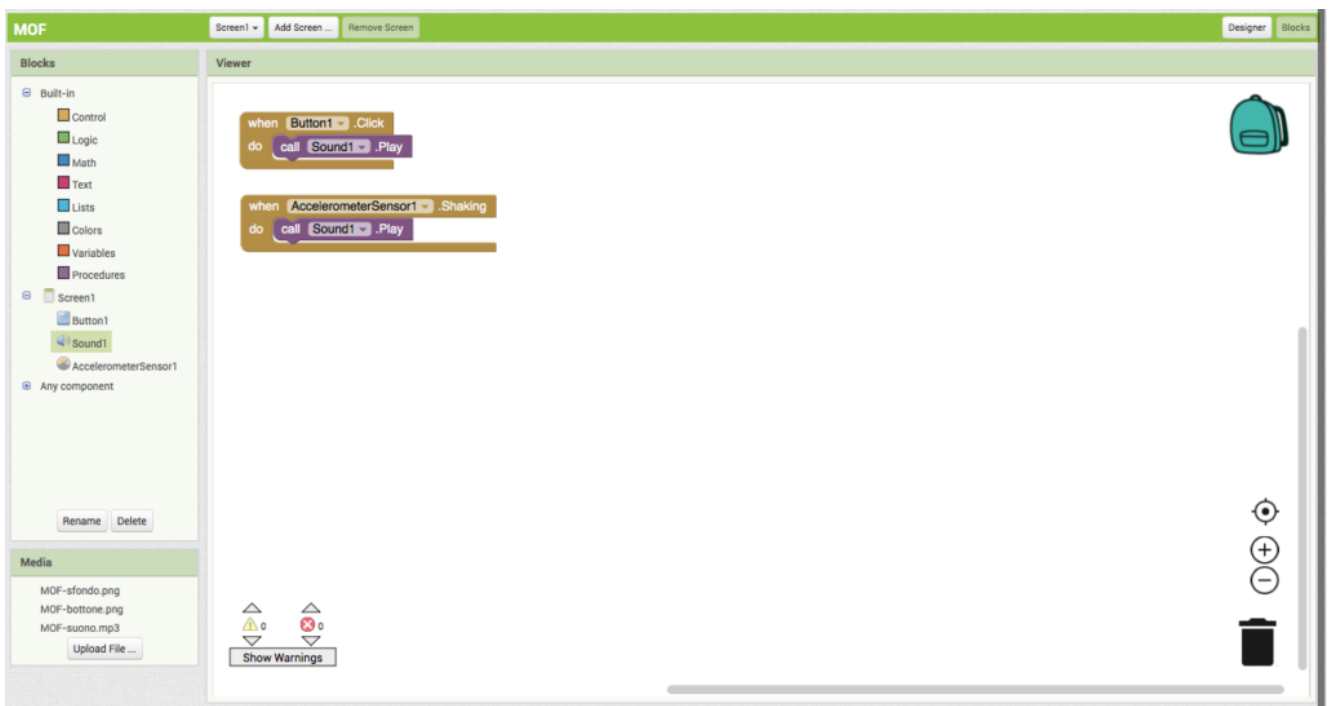 MOF
Screen1
Add Screen ...
Remove Screen
Designer
Blocks
Blocks
Built-in
Control
Logic
Math
Text
Lists
Colors
Variables
Procedures
Screen1
Button1
Sound1
AccelerometerSensor1
Any component
Rename
Delete
Media
MOF-sfondo.png
MOF-bottone.png
MOF-suono.mp3
Upload File ...
Viewer
when Button1 .Click
do call Sound1 .Play
when AccelerometerSensor1 .Shaking
do call Sound1 .Play
0
0
Show Warnings